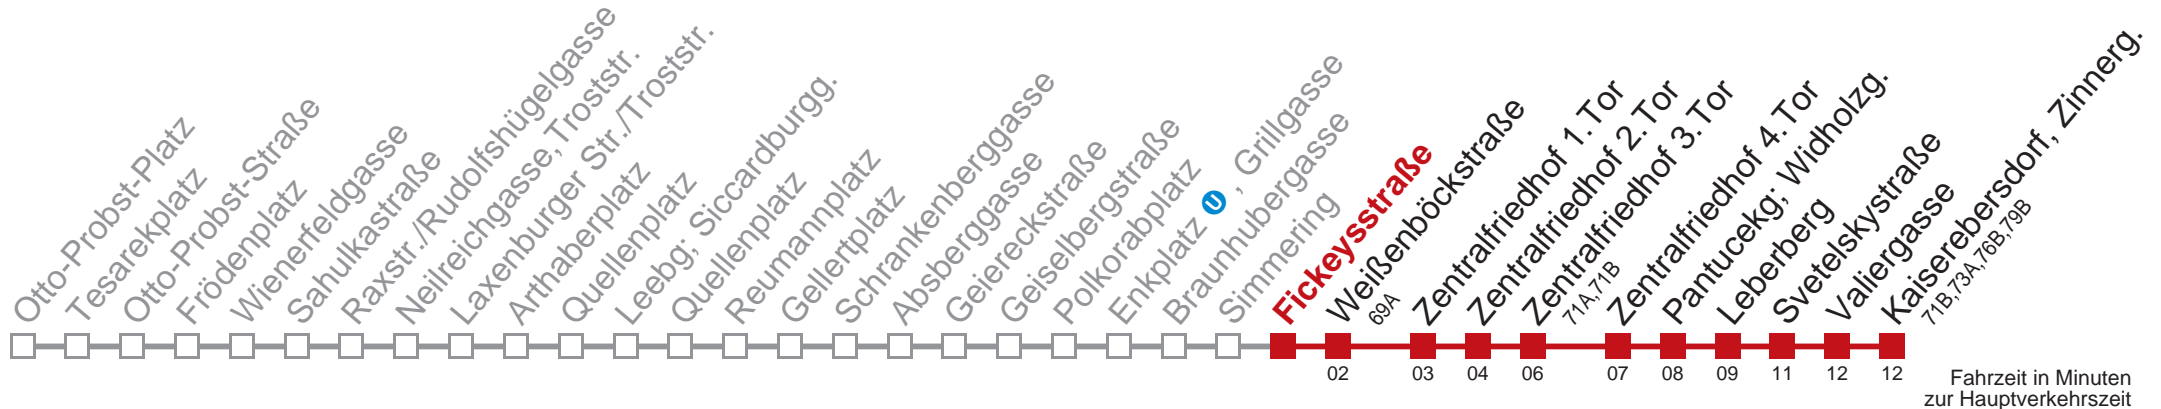 Otto-Probst-Platz
Tesarekplatz
Otto-Probst-Straße
Frödenplatz
Wienerfeldgasse
Sahulkastraße
Raxstr./Rudolfshügelgasse
Neilreichgasse, Troststr.
Laxenburger Str./Troststr.
Arthaberplatz
Quellenplatz
Leebg; Siccardburgg.
Quellenplatz
Reumannplatz
Gellertplatz
Schrankenberggasse
Absberggasse
Geiereckstraße
Geiselbergstraße
Polkorabplatz
Enkplatz U , Grillgasse
Braunhubergasse
Simmering
Fickeysstraße
Weißenböckstraße
69A
Zentralfriedhof 1.Tor
Zentralfriedhof 2.Tor
Zentralfriedhof 3.Tor
71A,71B
Zentralfriedhof 4.Tor
Pantucekg; Widholzg.
Leberberg
Svetelskystraße
Valiergasse
Kaiserebersdorf, Zinnerg.
71B,73A,76B,79B
02 03 04 06 07 08 09 11 12 12
Fahrzeit in Minuten
zur Hauptverkehrszeit